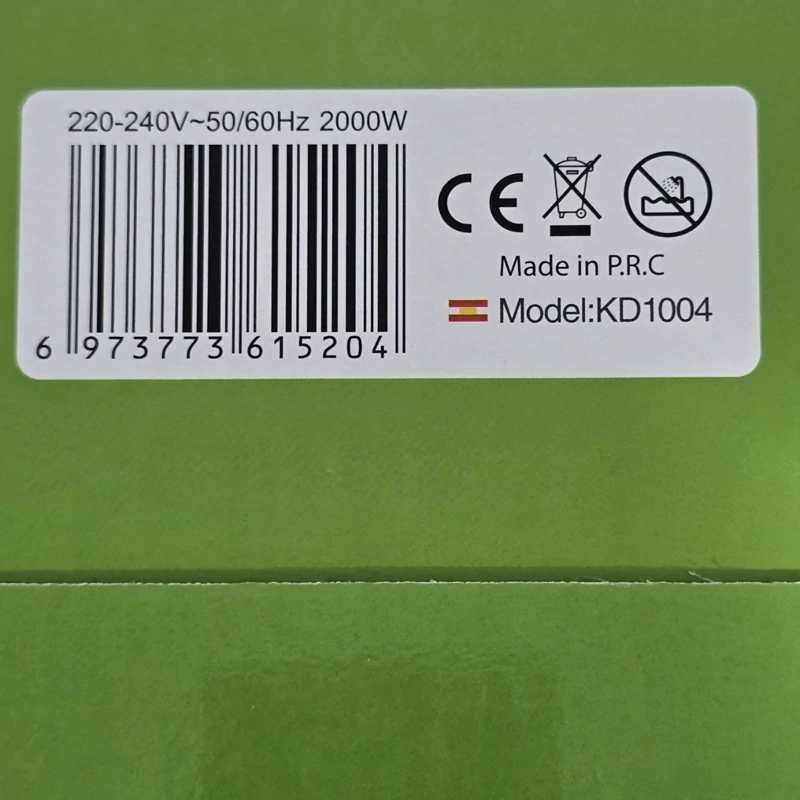 220-240V~50/60Hz 2000W
6 973773 615204
CE
Made in P.R.C
Model:KD1004